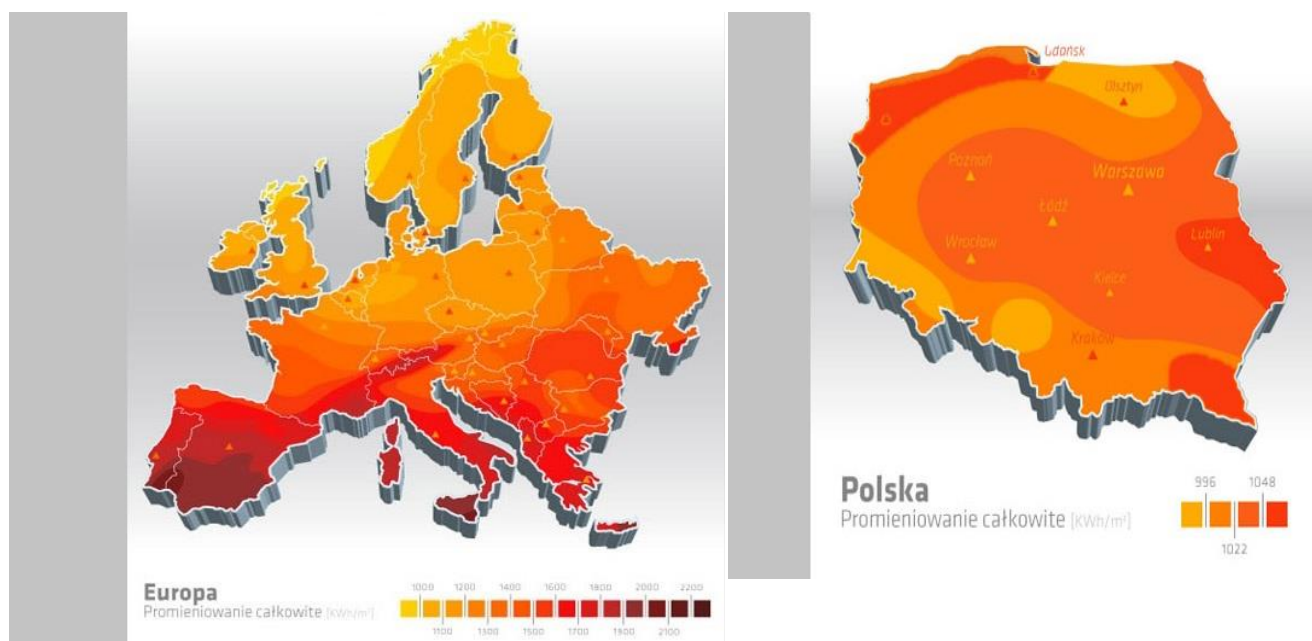 Europa
Promieniowanie całkowite [KWh/m²]
1000 1200 1400 1600 1800 2000 2200
1100 1300 1500 1700 1900 2100
Gdańsk
Olsztyn
Poznań
Warszawa
Łódź
Wrocław
Lublin
Kielce
Kraków
Polska
Promieniowanie całkowite [KWh/m²]
996 1048
1022